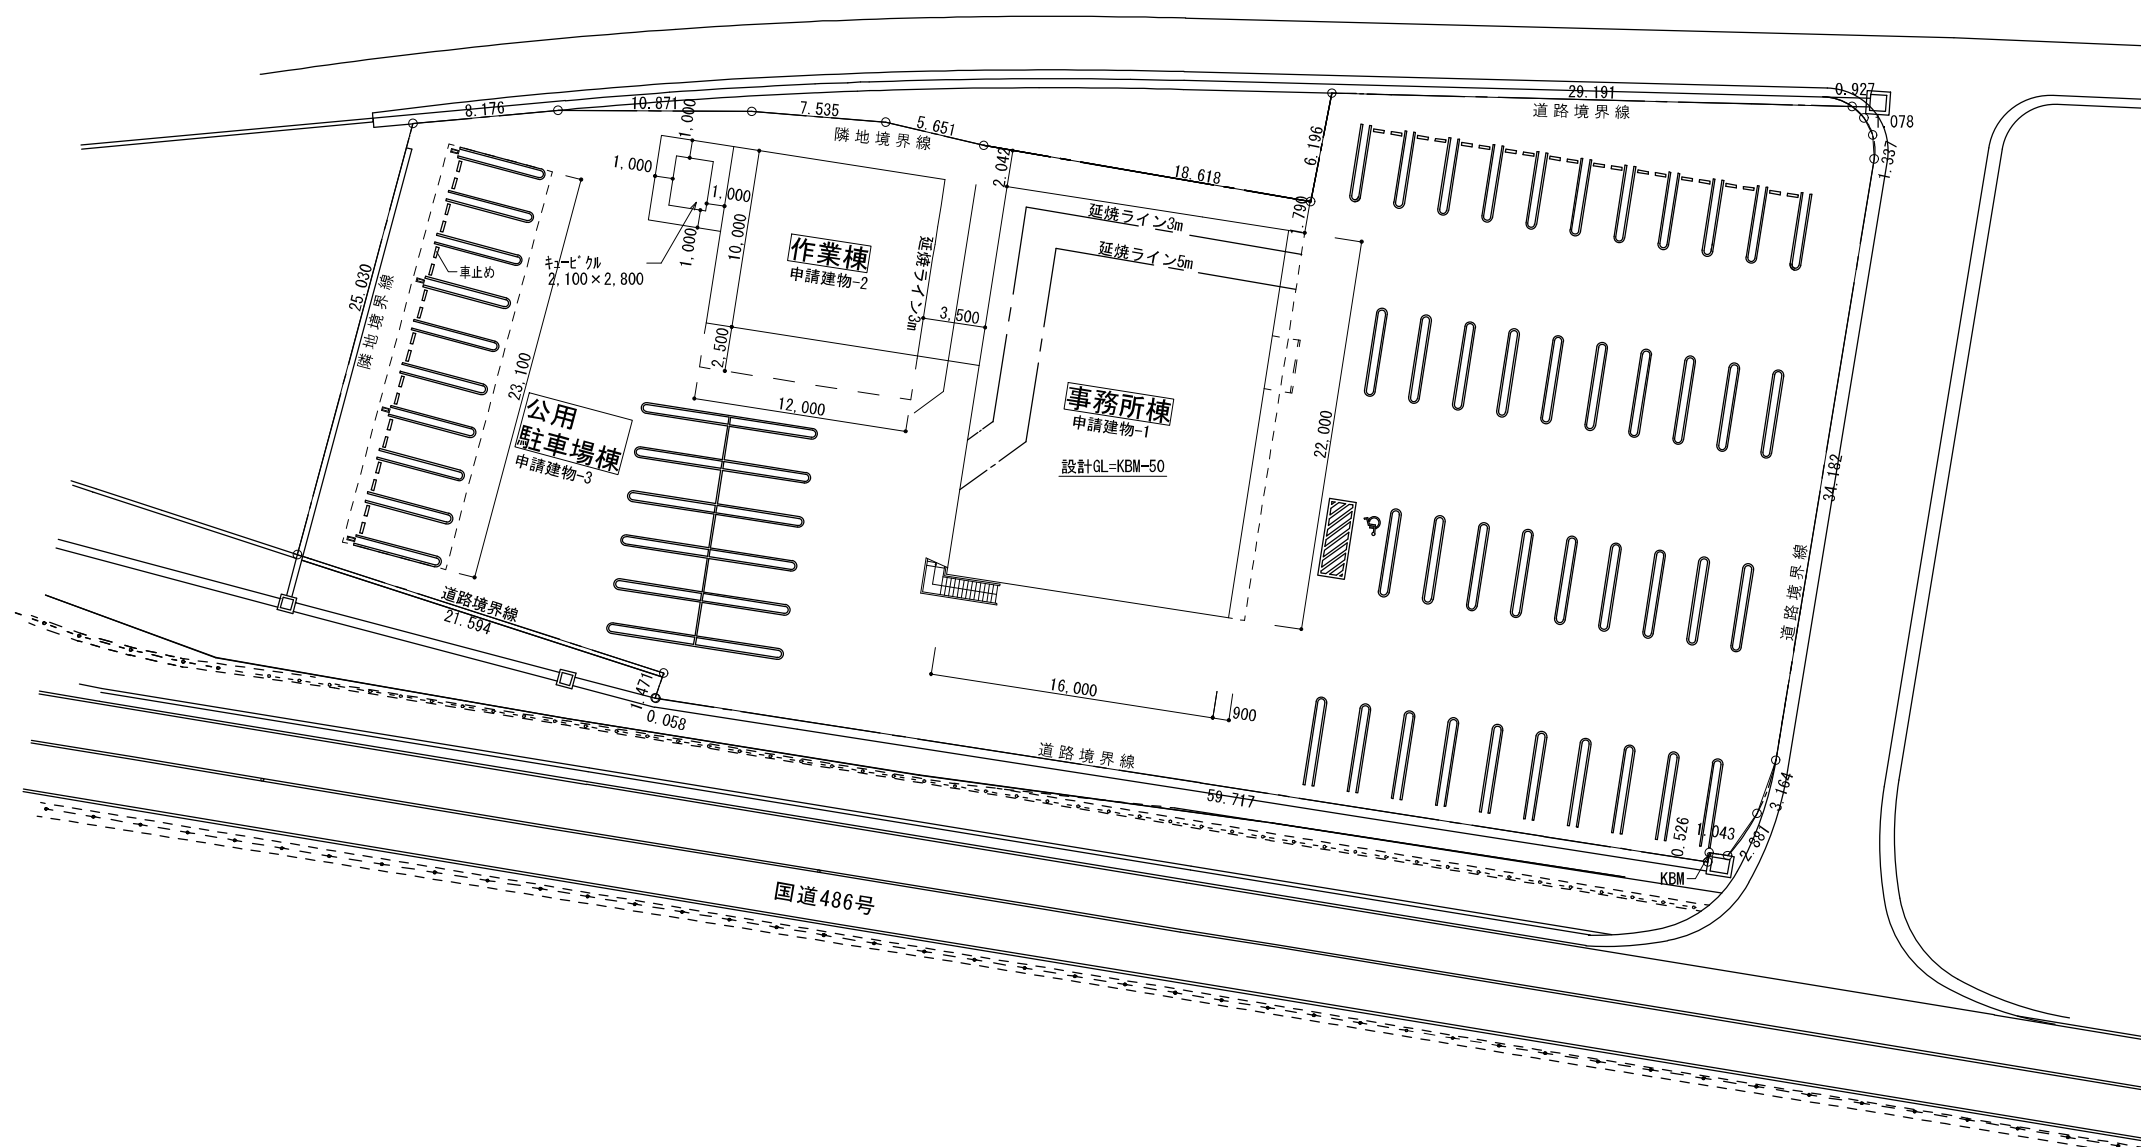 29.191
0.927
道路境界線
1.078
1.337
8.176
10.871
7.535
5.651
隣地境界線
1,000
6.196
2.042
18.618
1,000
1,000
1.790
延焼ライン3m
延焼ライン5m
10,000
1,000
作業棟
申請建物-2
延焼ライン3m
車止め
キュービクル
2,100×2,800
25.030
隣地境界線
3,500
2,500
23,100
12,000
公用
駐車場棟
申請建物-3
事務所棟
申請建物-1
設計GL=KBM-50
22,000
34.182
道路境界線
道路境界線
21.594
1.471
0.058
16,000
900
道路境界線
59.717
3.164
2.887
1.043
0.526
KBM
国道486号